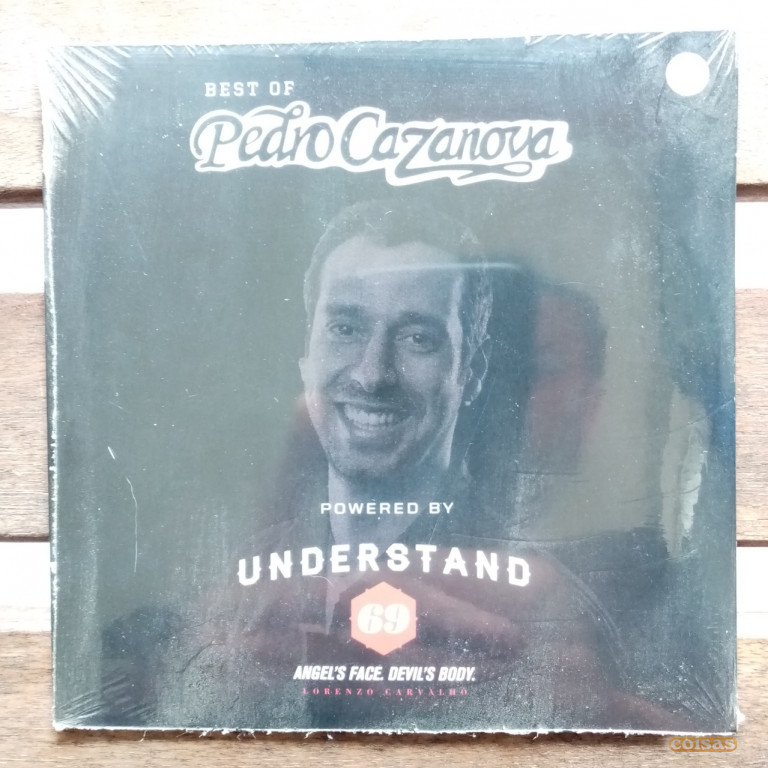 BEST OF
Pedro Cazanova
POWERED BY
UNDERSTAND
69
ANGEL'S FACE. DEVIL'S BODY.
LORENZO CARVALHO
coisas